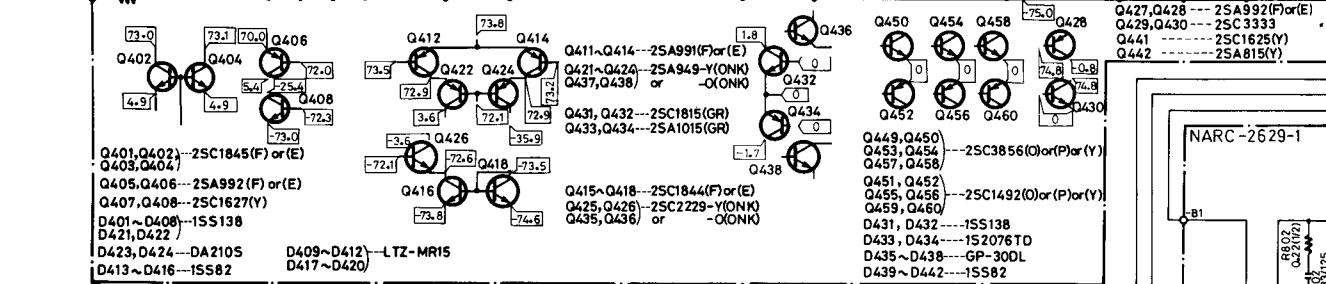 73.0
73.1
70.0
Q406
Q402
Q404
72.0
5.4
-25.4
4.9
4.9
Q408
-72.3
-73.0
Q401,Q402
Q403,Q404
---2SC1845(F) or(E)
Q405,Q406---2SA992(F) or(E)
Q407,Q408---2SC1627(Y)
D401~D408
D421,D422
---1SS138
D423,D424---DA210S
D413~D416---1SS82
D409~D412
D417~D420
---LTZ-MR15
73.8
Q412
Q414
73.5
Q422
Q424
72.9
73.2
3.6
72.1
72.9
-3.6
Q426
-35.9
-72.1
-72.6
Q418
-73.5
Q416
-73.8
-74.6
Q411~Q414---2SA991(F)or(E)
Q421~Q424
Q437,Q438
---2SA949-Y(ONK)
or -O(ONK)
Q431, Q432---2SC1815(GR)
Q433,Q434---2SA1015(GR)
Q415~Q418---2SC1844(F)or(E)
Q425,Q426
Q435,Q436
---2SC2229-Y(ONK)
or -O(ONK)
1.8
Q436
0
Q432
0
Q434
0
-1.7
Q438
Q450 Q454 Q458
0 0 0
Q452 Q456 Q460
-75.0
Q428
74.8
-0.8
74.8
Q430
0
Q449,Q450
Q453,Q454
Q457,Q458
---2SC3856(O)or(P)or(Y)
Q451,Q452
Q455,Q456
Q459,Q460
---2SC1492(O)or(P)or(Y)
D431, D432----1SS138
D433, D434----1S2076TD
D435~D438----GP-30DL
D439~D442----1SS82
Q427,Q428 --- 2SA992(F)or(E)
Q429,Q430 --- 2SC3333
Q441 ------ 2SC1625(Y)
Q442 ------ 2SA815(Y)
NARC-2629-1
-B1
R802
0.22(1/2)